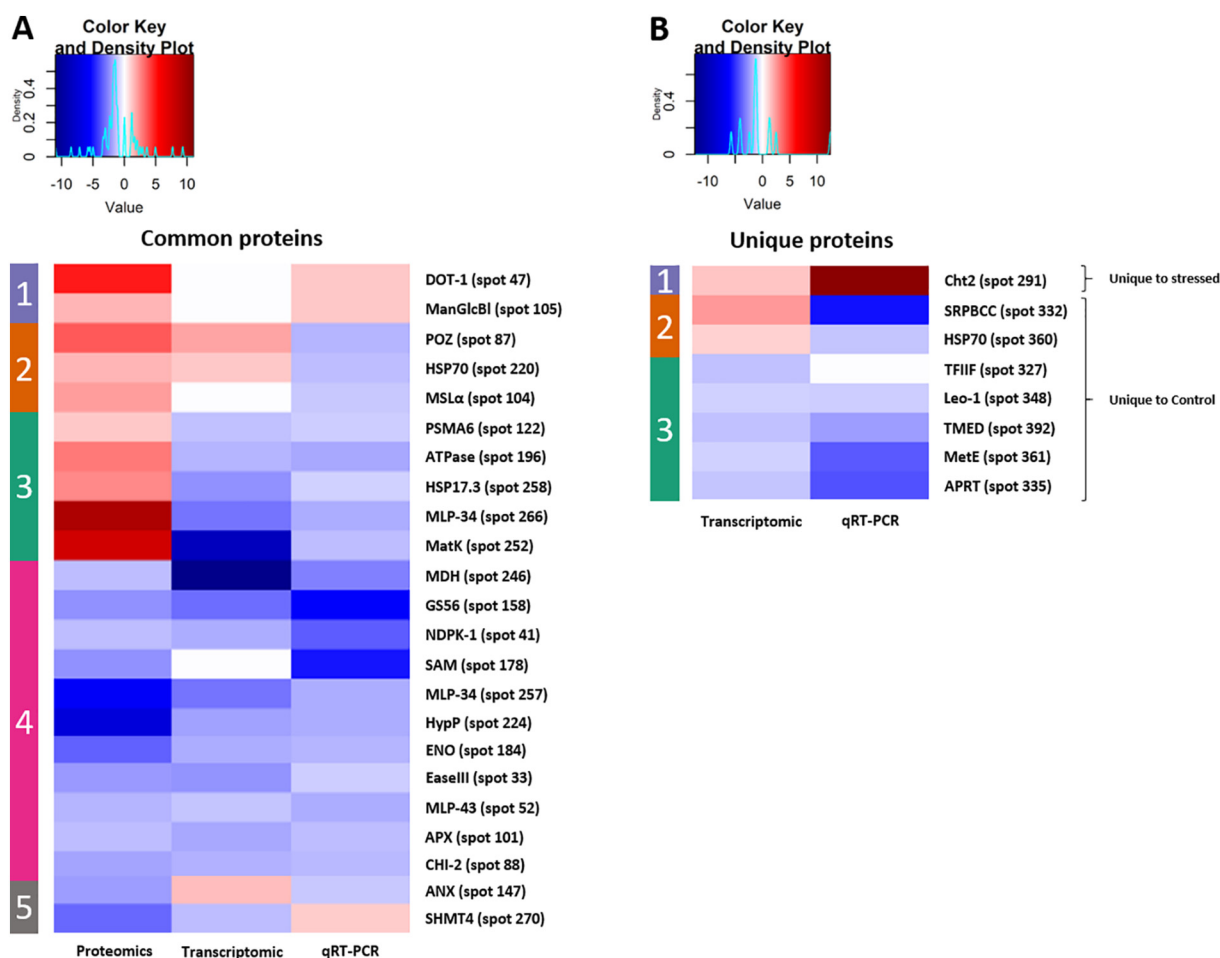 A
Color Key
and Density Plot
Density
0 0.2 0.4
-10 -5 0 5 10
Value
Common proteins
1
2
3
4
5
DOT-1 (spot 47)
ManGlcBl (spot 105)
POZ (spot 87)
HSP70 (spot 220)
MSLα (spot 104)
PSMA6 (spot 122)
ATPase (spot 196)
HSP17.3 (spot 258)
MLP-34 (spot 266)
MatK (spot 252)
MDH (spot 246)
GS56 (spot 158)
NDPK-1 (spot 41)
SAM (spot 178)
MLP-34 (spot 257)
HypP (spot 224)
ENO (spot 184)
EaseIII (spot 33)
MLP-43 (spot 52)
APX (spot 101)
CHI-2 (spot 88)
ANX (spot 147)
SHMT4 (spot 270)
Proteomics Transcriptomic qRT-PCR
B
Color Key
and Density Plot
Density
0 0.4
-10 0 5 10
Value
Unique proteins
1
2
3
Cht2 (spot 291)
SRPBCC (spot 332)
HSP70 (spot 360)
TFIIF (spot 327)
Leo-1 (spot 348)
TMED (spot 392)
MetE (spot 361)
APRT (spot 335)
Unique to stressed
Unique to Control
Transcriptomic qRT-PCR